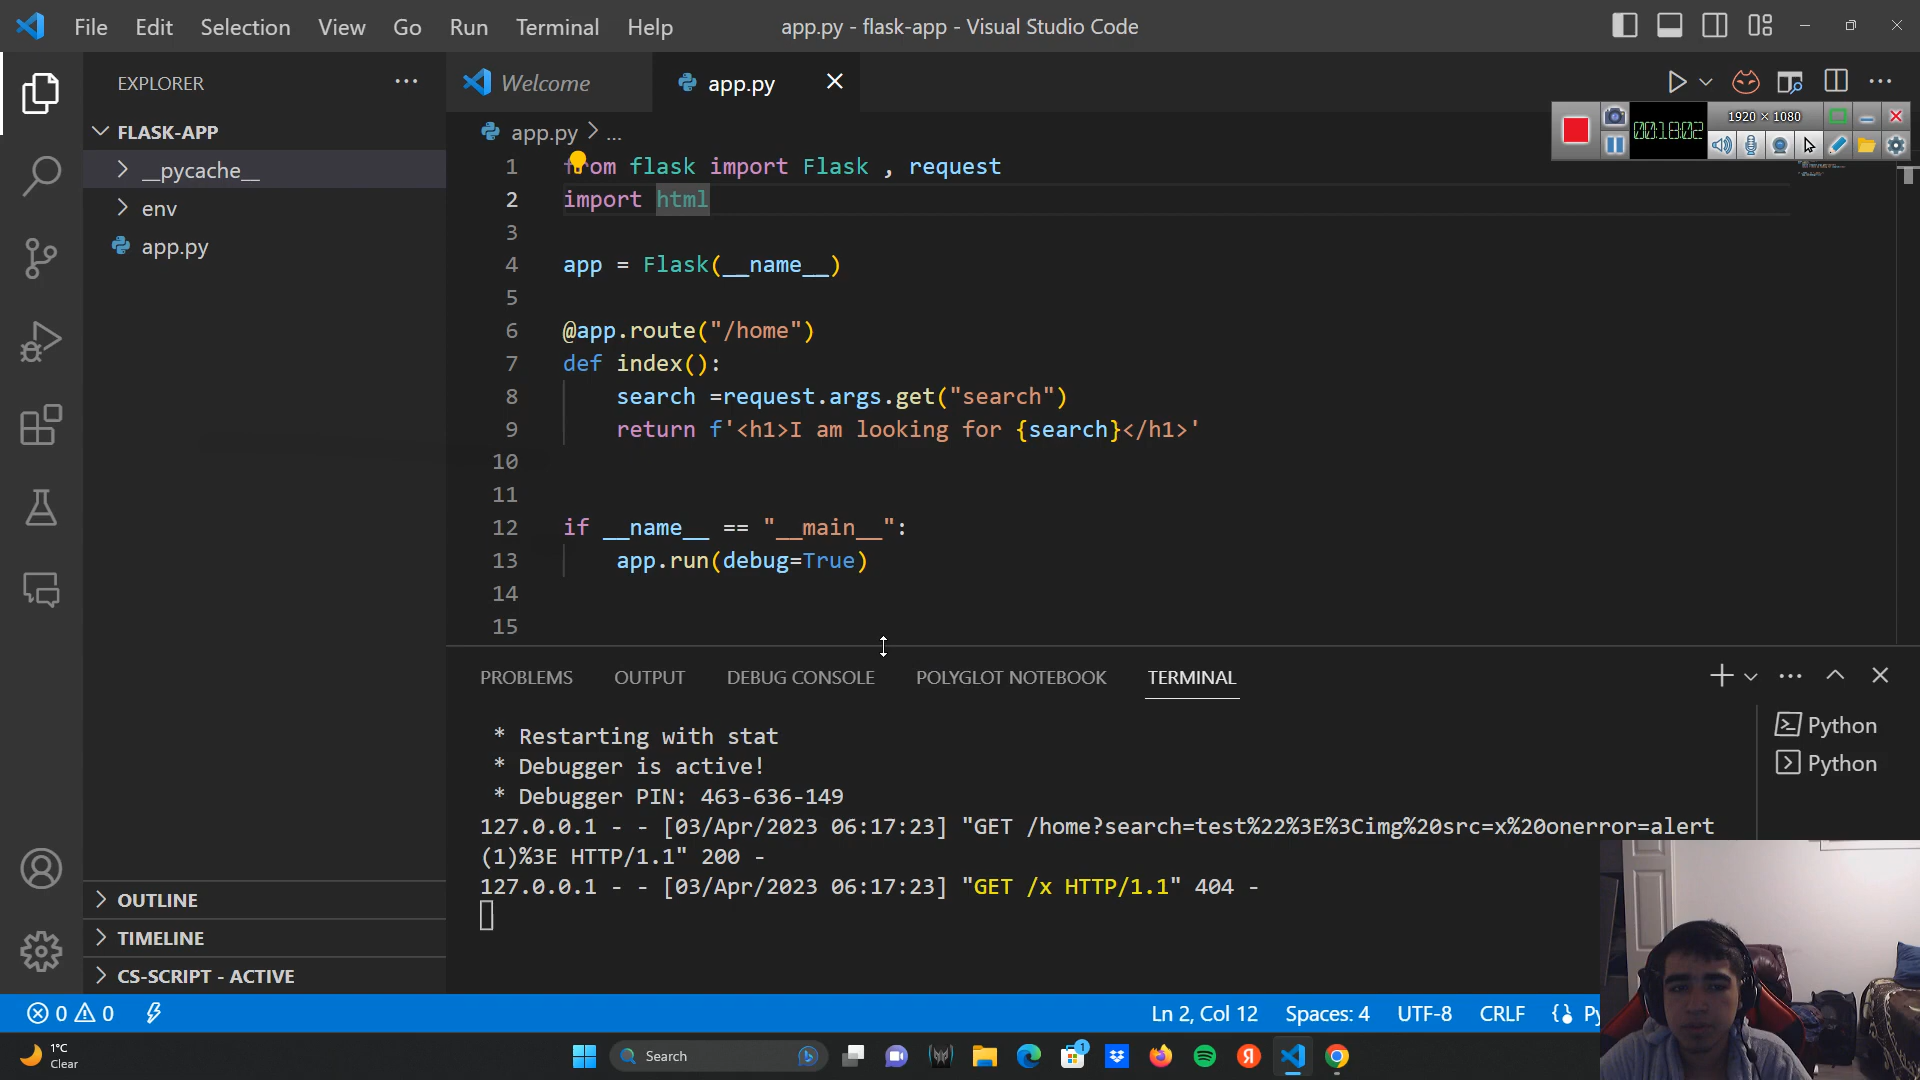 File Edit Selection View Go Run Terminal Help app.py - flask-app - Visual Studio Code
EXPLORER
Welcome app.py
FLASK-APP
__pycache__
env
app.py
app.py > ...
1920 × 1080
00:18:02
1 from flask import Flask , request
2 import html
3
4 app = Flask(__name__)
5
6 @app.route("/home")
7 def index():
8 search =request.args.get("search")
9 return f'<h1>I am looking for {search}</h1>'
10
11
12 if __name__ == "__main__":
13 app.run(debug=True)
14
15
PROBLEMS OUTPUT DEBUG CONSOLE POLYGLOT NOTEBOOK TERMINAL
* Restarting with stat
* Debugger is active!
* Debugger PIN: 463-636-149
127.0.0.1 - - [03/Apr/2023 06:17:23] "GET /home?search=test%22%3E%3Cimg%20src=x%20onerror=alert
(1)%3E HTTP/1.1" 200 -
127.0.0.1 - - [03/Apr/2023 06:17:23] "GET /x HTTP/1.1" 404 -
Python
Python
OUTLINE
TIMELINE
CS-SCRIPT - ACTIVE
0 0 Ln 2, Col 12 Spaces: 4 UTF-8 CRLF Py
1°C
Clear
Search
1
Я